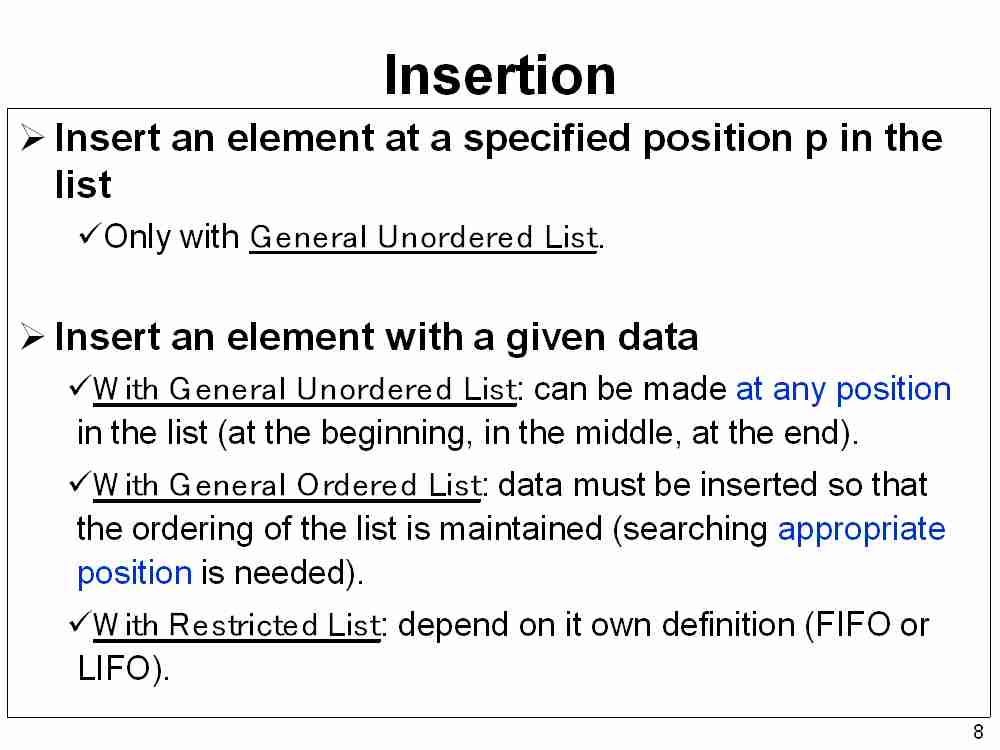 Insertion
➢ Insert an element at a specified position p in the
list
✓Only with General Unordered List.
➢ Insert an element with a given data
✓With General Unordered List: can be made at any position
in the list (at the beginning, in the middle, at the end).
✓With General Ordered List: data must be inserted so that
the ordering of the list is maintained (searching appropriate
position is needed).
✓With Restricted List: depend on it own definition (FIFO or
LIFO).
8